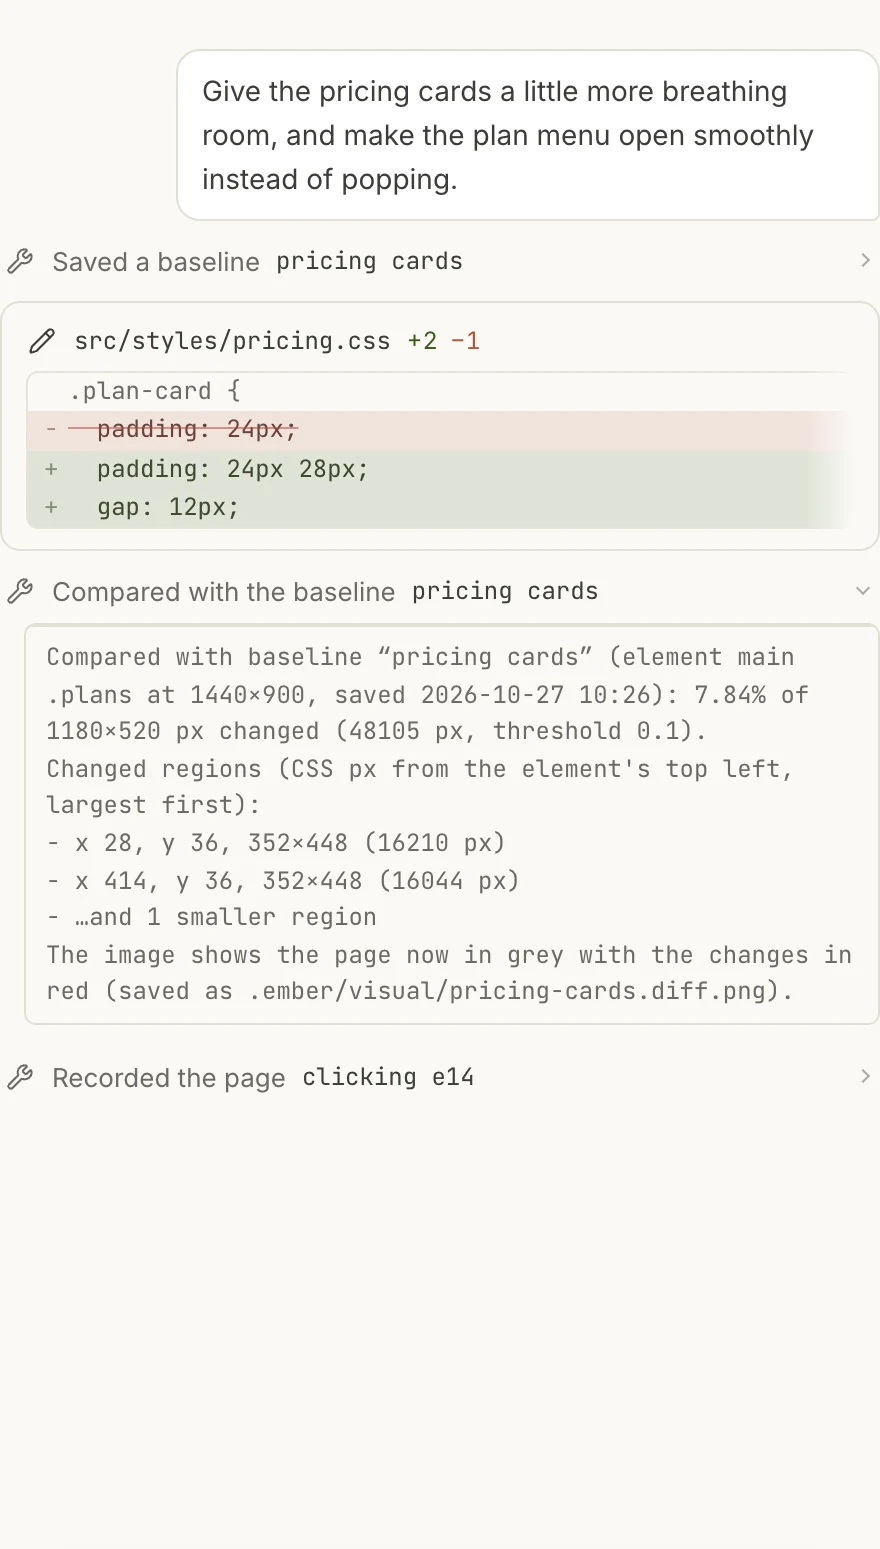 Give the pricing cards a little more breathing
room, and make the plan menu open smoothly
instead of popping.
Saved a baseline pricing cards
src/styles/pricing.css +2 −1
.plan-card {
- padding: 24px;
+ padding: 24px 28px;
+ gap: 12px;
Compared with the baseline pricing cards
Compared with baseline “pricing cards” (element main
.plans at 1440×900, saved 2026-10-27 10:26): 7.84% of
1180×520 px changed (48105 px, threshold 0.1).
Changed regions (CSS px from the element's top left,
largest first):
- x 28, y 36, 352×448 (16210 px)
- x 414, y 36, 352×448 (16044 px)
- …and 1 smaller region
The image shows the page now in grey with the changes in
red (saved as .ember/visual/pricing-cards.diff.png).
Recorded the page clicking e14